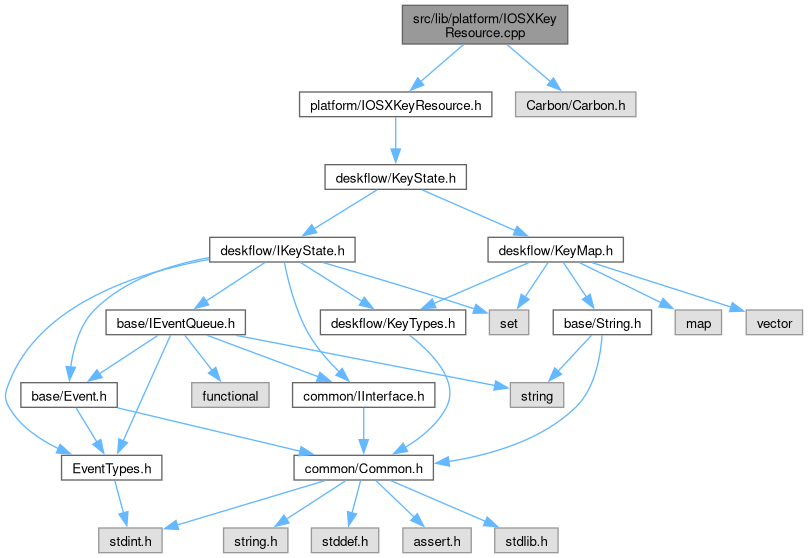 src/lib/platform/IOSXKey
Resource.cpp
platform/IOSXKeyResource.h
Carbon/Carbon.h
deskflow/KeyState.h
deskflow/IKeyState.h
deskflow/KeyMap.h
base/IEventQueue.h
deskflow/KeyTypes.h
set
base/String.h
map
vector
base/Event.h
functional
common/IInterface.h
string
EventTypes.h
common/Common.h
stdint.h
string.h
stddef.h
assert.h
stdlib.h